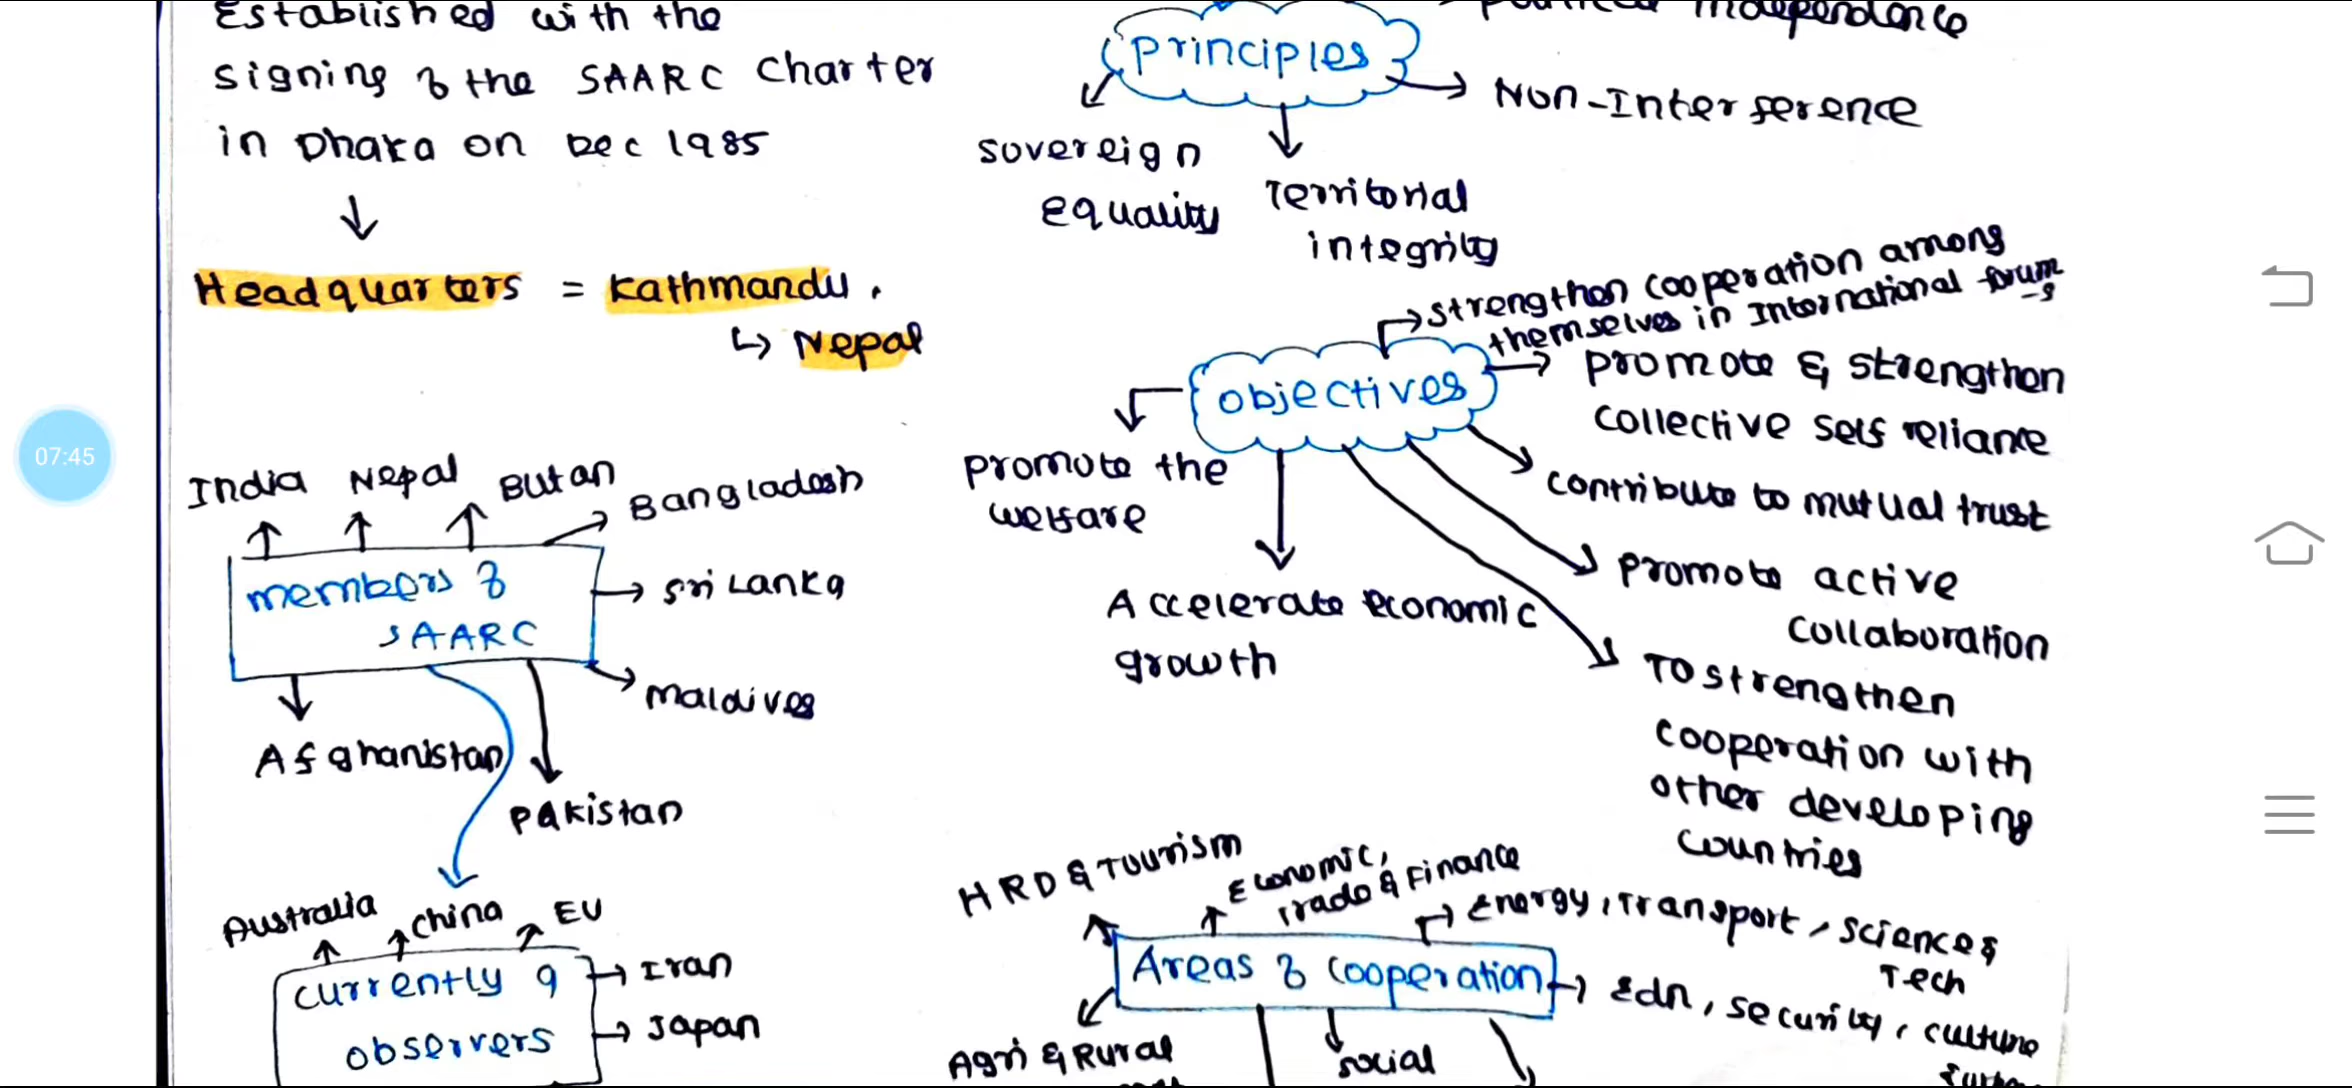 Established with the
signing of the SAARC charter
in Dhaka on Dec 1985
Headquarters = Kathmandu.
Nepal
India Nepal Butan Bangladesh
members of
SAARC
Sri Lanka
Maldives
Afghanistan
Pakistan
Australia China EU
Currently 9
observers
Iran
Japan
independence
principles
Non-Interference
sovereign
equality
Territorial
integrity
strengthen cooperation among
themselves in International forum
-s
objectives
promote & strengthen
collective self reliance
promote the
welfare
contribute to mutual trust
Accelerate economic
growth
promote active
collaboration
To strengthen
cooperation with
other developing
countries
HRD & Tourism
Economic,
Trade & Finance
Energy, Transport, science &
Tech
Areas of cooperation
Edn, security, culture
Agri & Rural
social
07:45